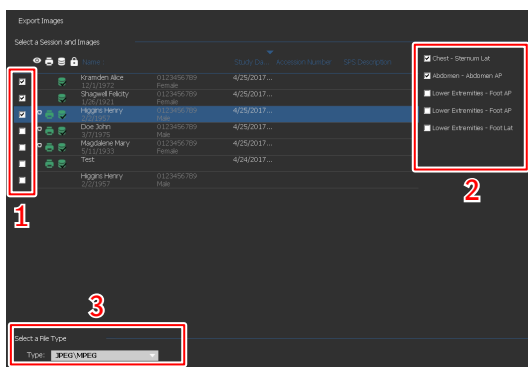 Export Images
Select a Session and Images
Name Study Da... Accession Number SPS Description
Kramden Alice 0123456789 4/25/2017...
12/1/1972 Female
Shagwell Felicity 0123456789 4/25/2017...
1/26/1921 Female
Higgins Henry 0123456789 4/25/2017...
2/2/1957 Male
Doe John 0123456789 4/25/2017...
3/7/1975 Male
Magdalene Mary 0123456789 4/25/2017...
5/11/1933 Female
Test 4/24/2017...
Higgins Henry 0123456789
2/2/1957 Male
1
Chest - Sternum Lat
Abdomen - Abdomen AP
Lower Extremities - Foot AP
Lower Extremities - Foot AP
Lower Extremities - Foot Lat
2
3
Select a File Type
Type: JPEG\MPEG